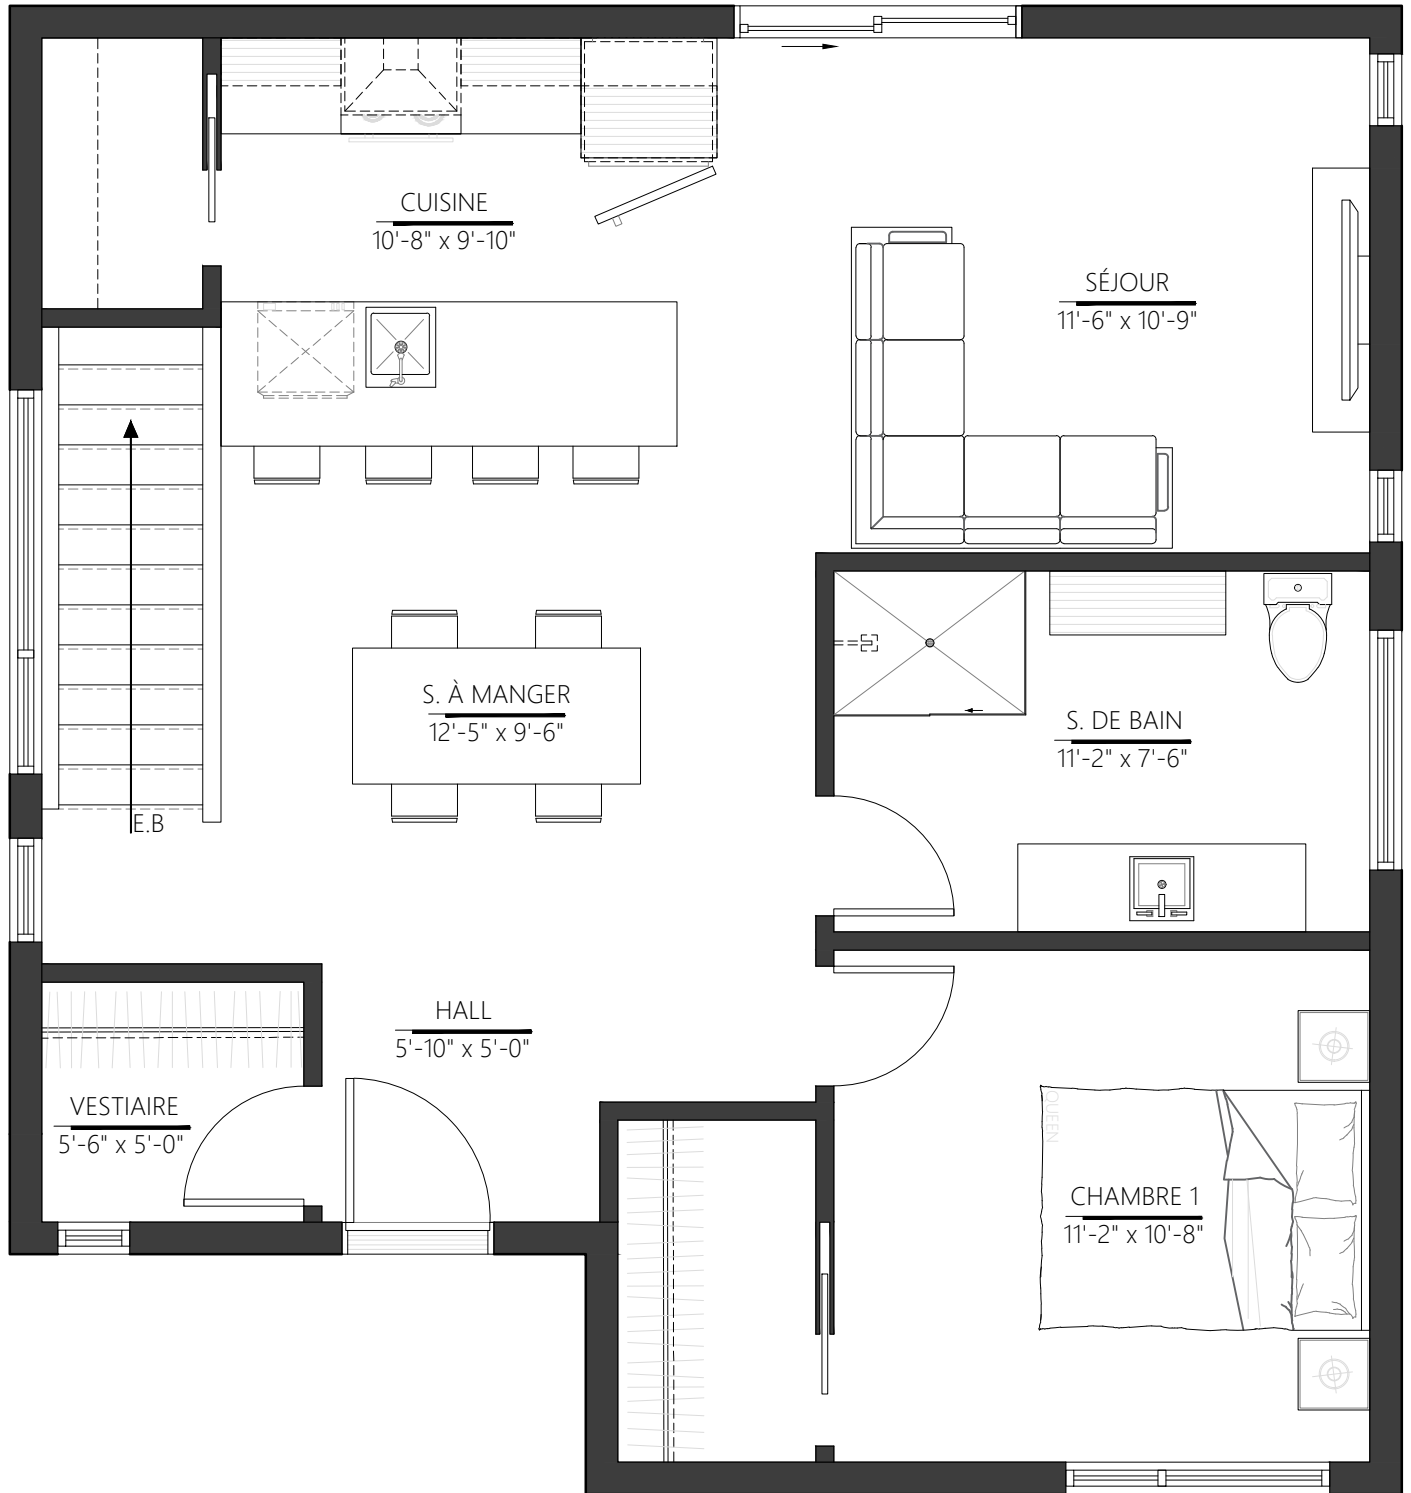 CUISINE
10'-8" x 9'-10"
SÉJOUR
11'-6" x 10'-9"
S. À MANGER
12'-5" x 9'-6"
S. DE BAIN
11'-2" x 7'-6"
E.B
HALL
5'-10" x 5'-0"
VESTIAIRE
5'-6" x 5'-0"
QUEEN
CHAMBRE 1
11'-2" x 10'-8"